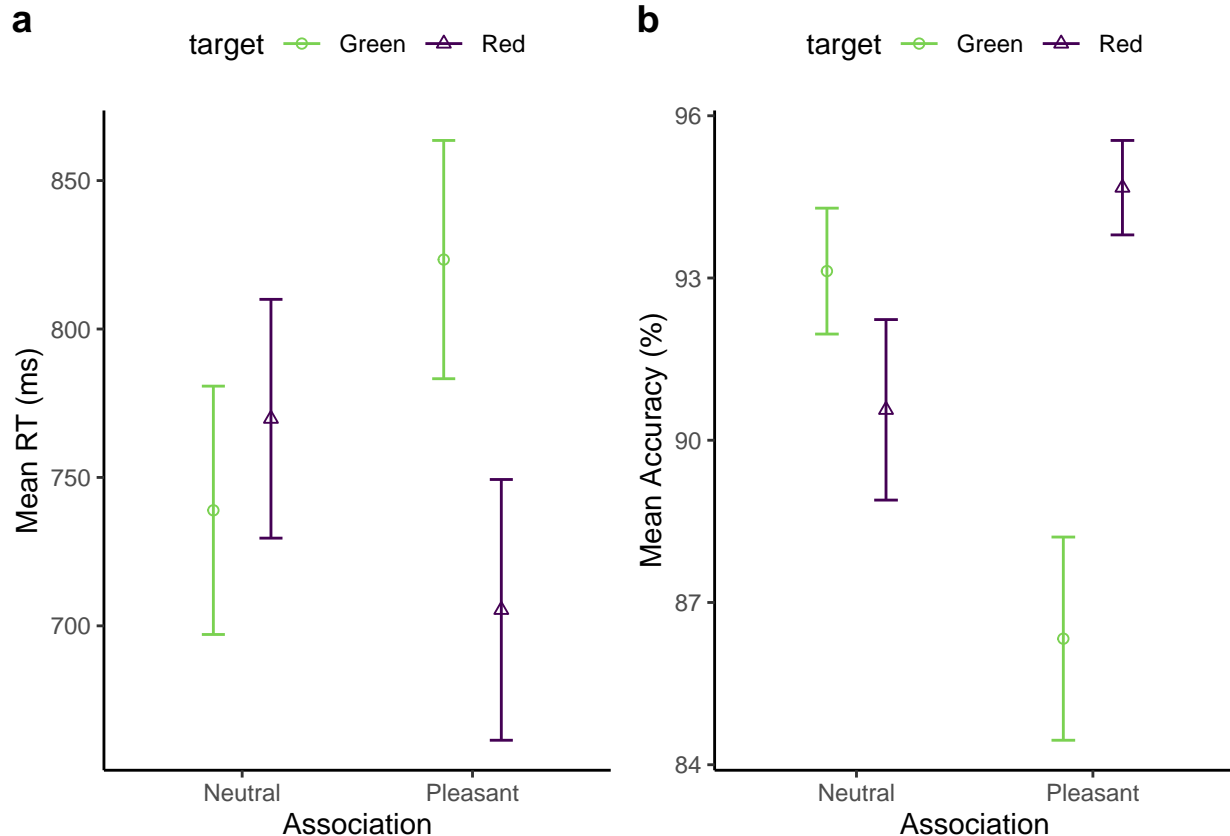 a
target Green Red
850
800
750
700
Mean RT (ms)
Neutral Pleasant
Association
b
target Green Red
96
93
90
87
84
Mean Accuracy (%)
Neutral Pleasant
Association